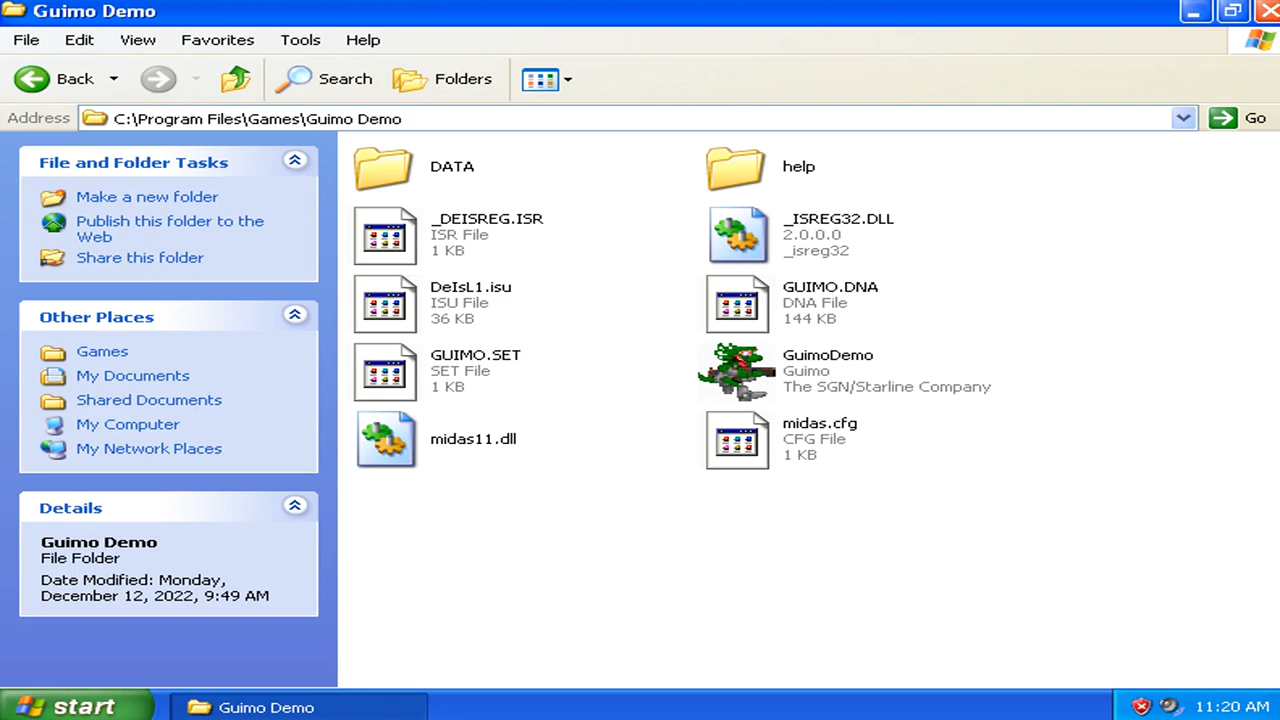 Guimo Demo
File Edit View Favorites Tools Help
Back Search Folders
Address C:\Program Files\Games\Guimo Demo Go
File and Folder Tasks
Make a new folder
Publish this folder to the
Web
Share this folder
Other Places
Games
My Documents
Shared Documents
My Computer
My Network Places
Details
Guimo Demo
File Folder
Date Modified: Monday,
December 12, 2022, 9:49 AM
DATA
help
_DEISREG.ISR
ISR File
1 KB
_ISREG32.DLL
2.0.0.0
_isreg32
DeIsL1.isu
ISU File
36 KB
GUIMO.DNA
DNA File
144 KB
GUIMO.SET
SET File
1 KB
GuimoDemo
Guimo
The SGN/Starline Company
midas11.dll
midas.cfg
CFG File
1 KB
start Guimo Demo 11:20 AM